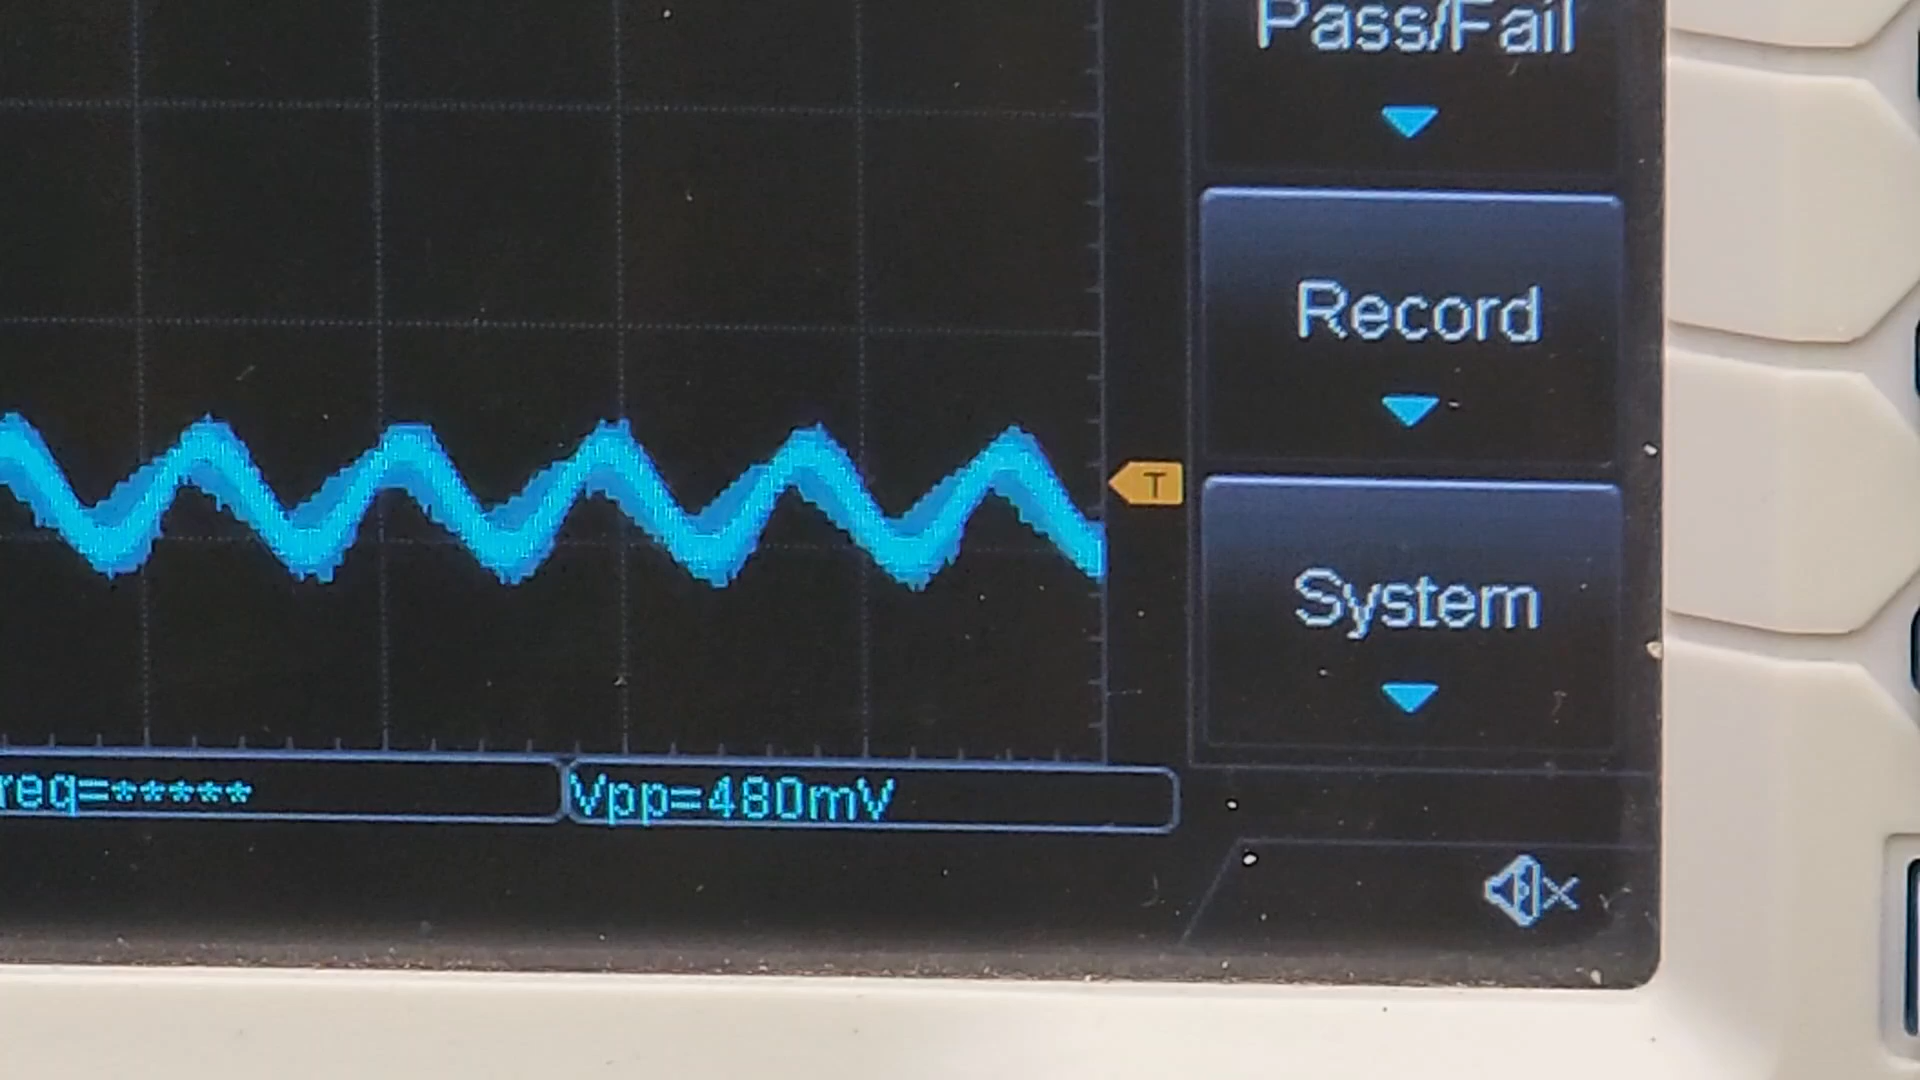 Pass/Fail
Record
T
System
req=*****
Vpp=480mV